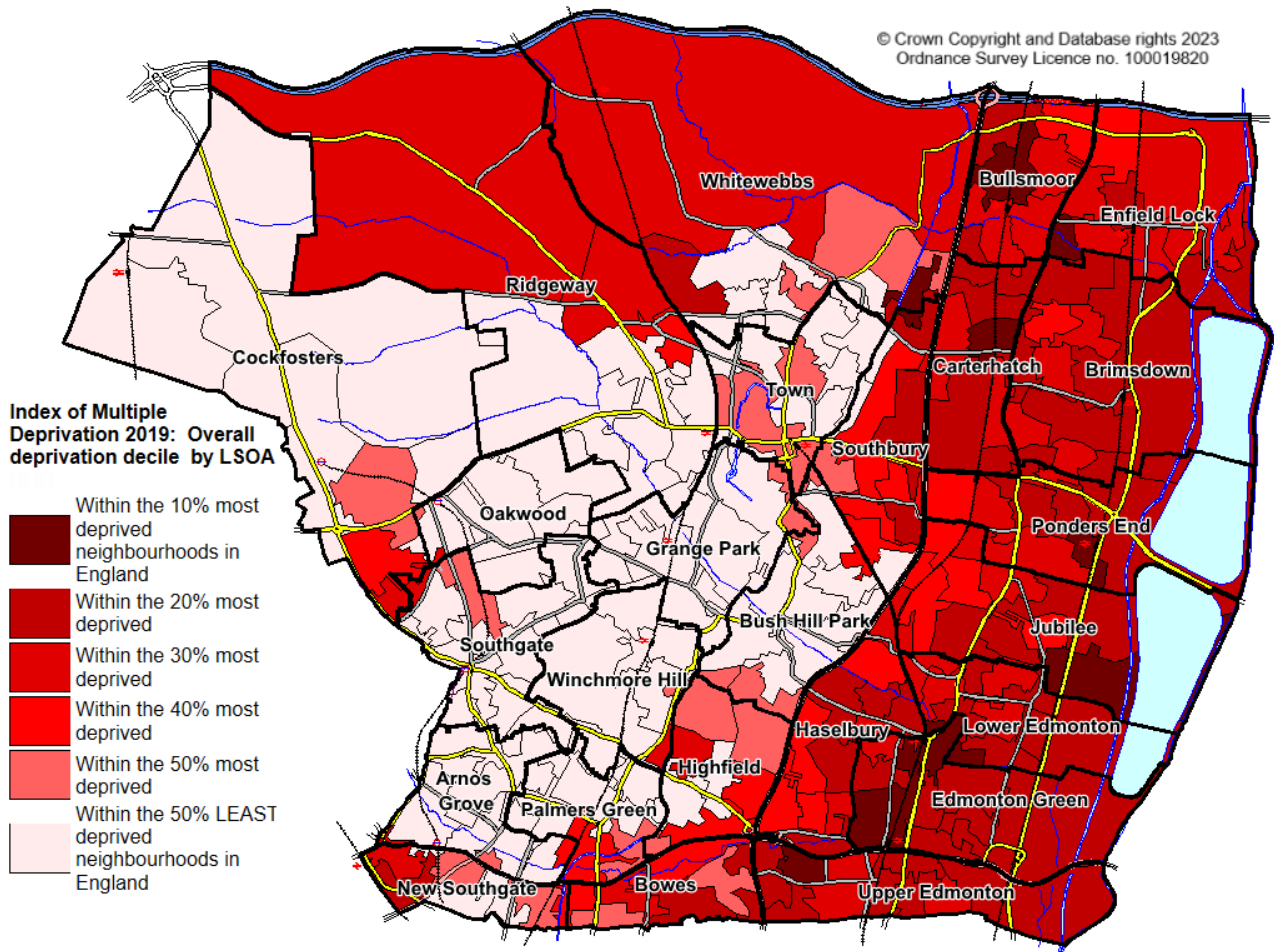 © Crown Copyright and Database rights 2023
Ordnance Survey Licence no. 100019820
Whitewebbs
Bullsmoor
Enfield Lock
Ridgeway
Cockfosters
Carterhatch
Brimsdown
Town
Index of Multiple
Deprivation 2019: Overall
deprivation decile by LSOA
Southbury
Within the 10% most
deprived
neighbourhoods in
England
Within the 20% most
deprived
Within the 30% most
deprived
Within the 40% most
deprived
Within the 50% most
deprived
Within the 50% LEAST
deprived
neighbourhoods in
England
Oakwood
Ponders End
Grange Park
Bush Hill Park
Jubilee
Southgate
Winchmore Hill
Haselbury
Lower Edmonton
Highfield
Arnos
Grove
Palmers Green
Edmonton Green
New Southgate
Bowes
Upper Edmonton